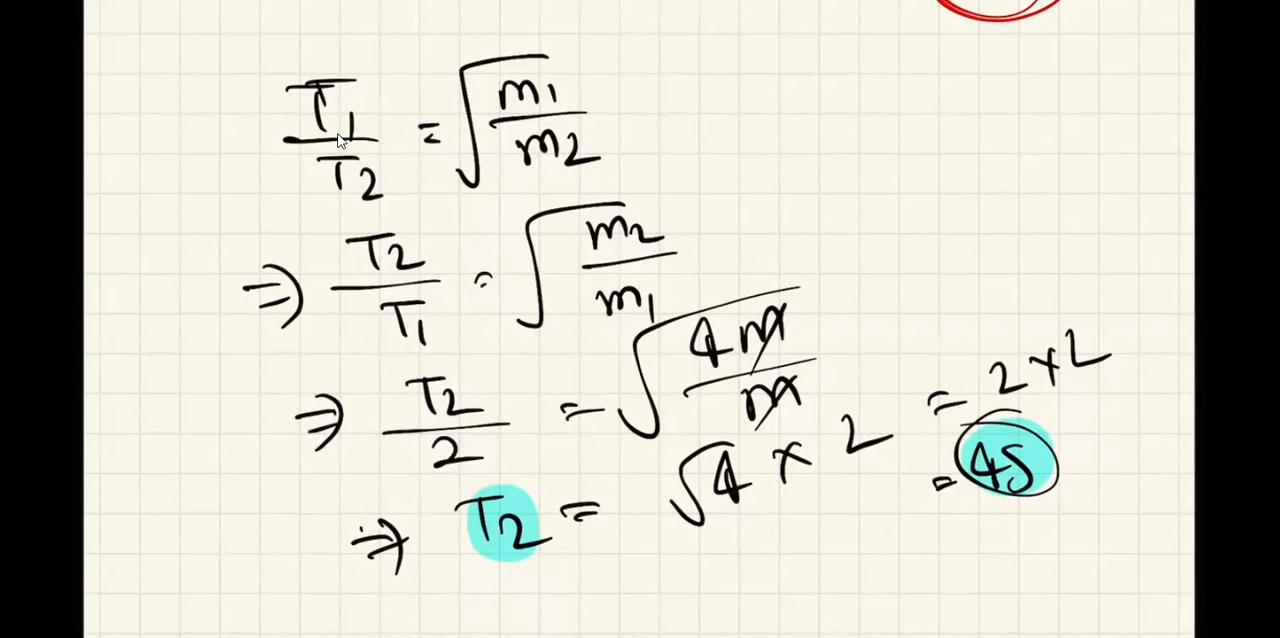 T₁/T₂ = √(m₁/m₂)
⇒ T₂/T₁ = √(m₂/m₁)
⇒ T₂/2 = √(4m/m)
⇒ T₂ = √4 × 2 = 2 × 2
= 4s